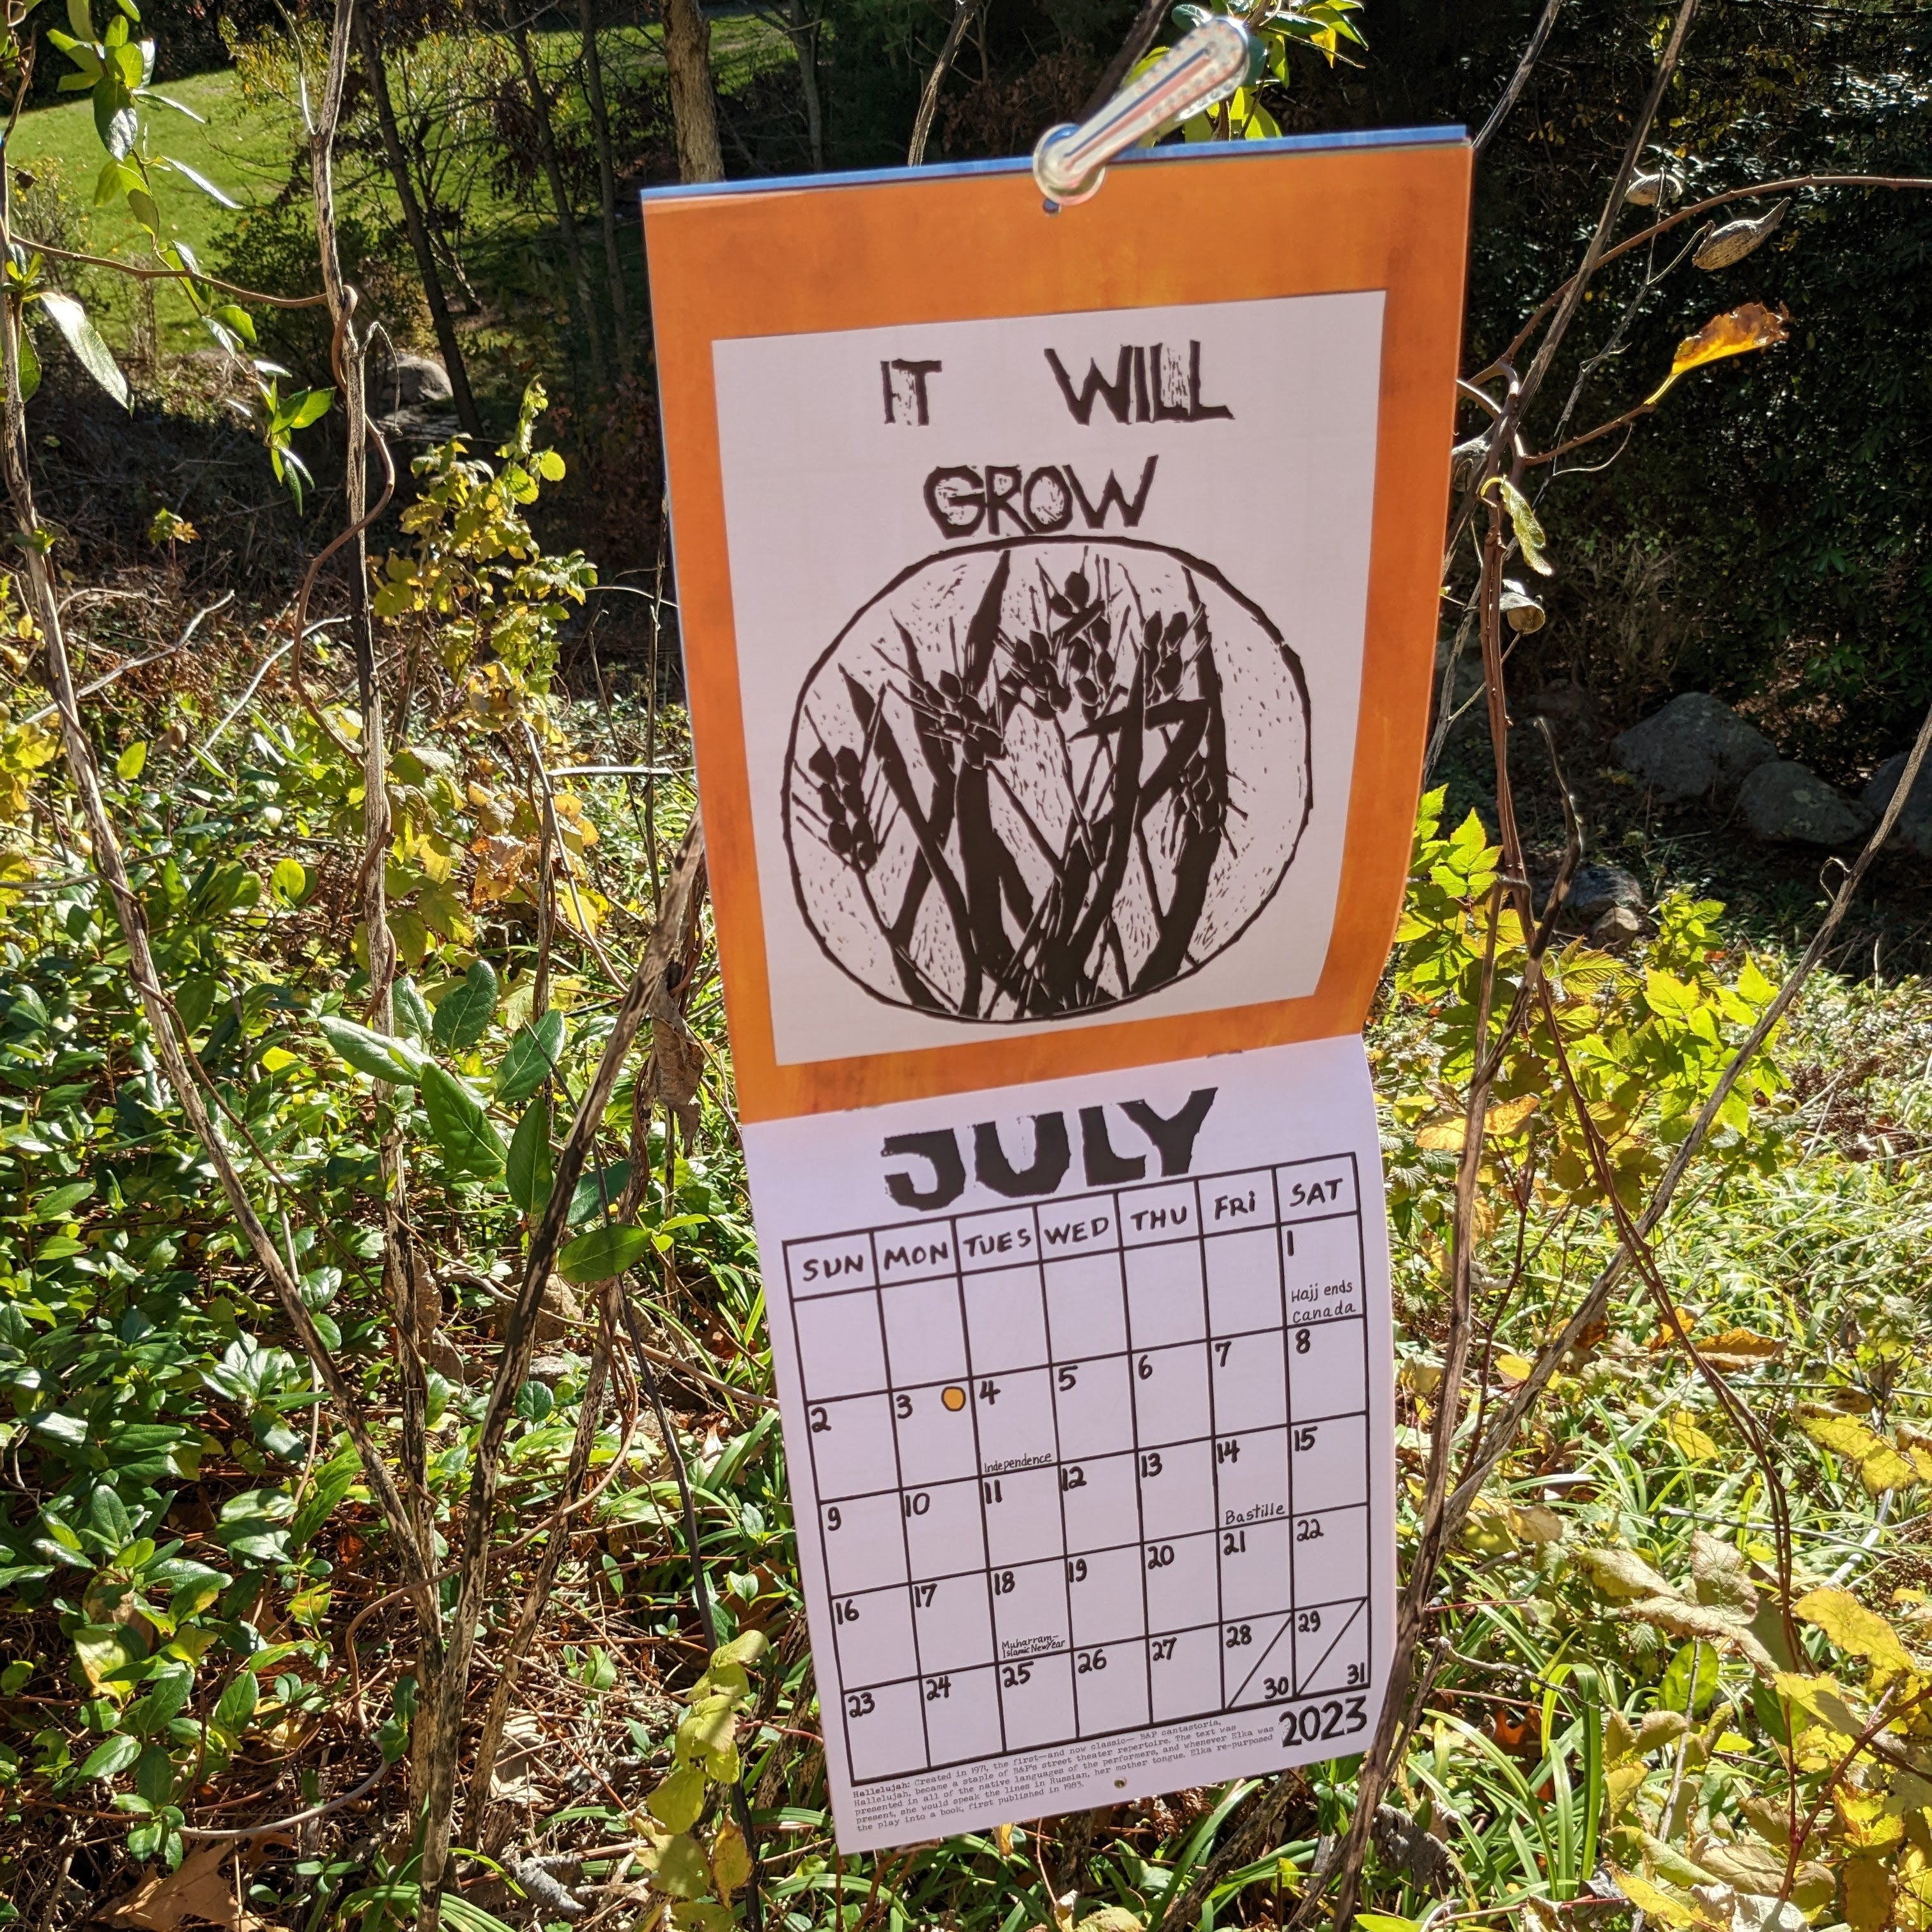 IT WILL
GROW
JULY
SUN MON TUES WED THU FRI SAT
1
Hajj ends
Canada
2 3 4 5 6 7 8
Independence
9 10 11 12 13 14 15
Bastille
16 17 18 19 20 21 22
Muharram—
Islamic New Year
23 24 25 26 27 28 29
30 31
2023
Hallelujah: Created in 1971, the first—and now classic— B&P cantastoria,
Hallelujah, became a staple of B&P's street theater repertoire. The text was
presented in all of the native languages of the performers, and whenever Elka was
present, she would speak the lines in Russian, her mother tongue. Elka re-purposed
the play into a book, first published in 1983.